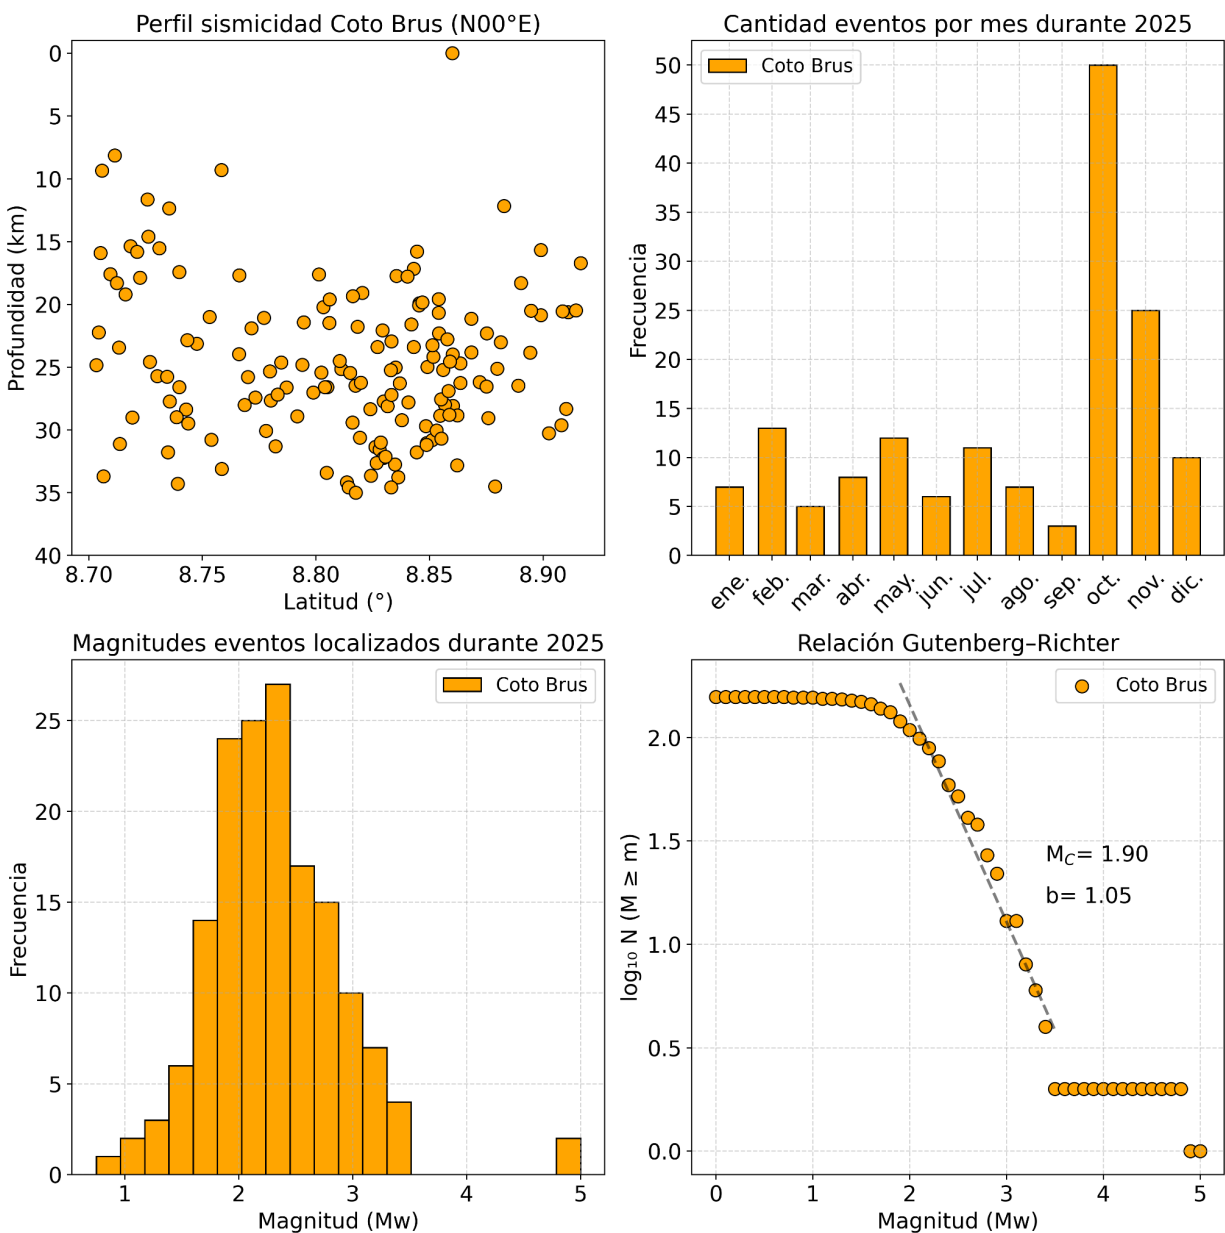 Perfil sismicidad Coto Brus (N00°E)
Profundidad (km)
0
5
10
15
20
25
30
35
40
8.70 8.75 8.80 8.85 8.90
Latitud (°)
Cantidad eventos por mes durante 2025
Coto Brus
Frecuencia
50
45
40
35
30
25
20
15
10
5
0
ene. feb. mar. abr. may. jun. jul. ago. sep. oct. nov. dic.
Magnitudes eventos localizados durante 2025
Coto Brus
Frecuencia
25
20
15
10
5
0
1 2 3 4 5
Magnitud (Mw)
Relación Gutenberg–Richter
Coto Brus
log₁₀ N (M ≥ m)
2.0
1.5
1.0
0.5
0.0
M_C= 1.90
b= 1.05
0 1 2 3 4 5
Magnitud (Mw)